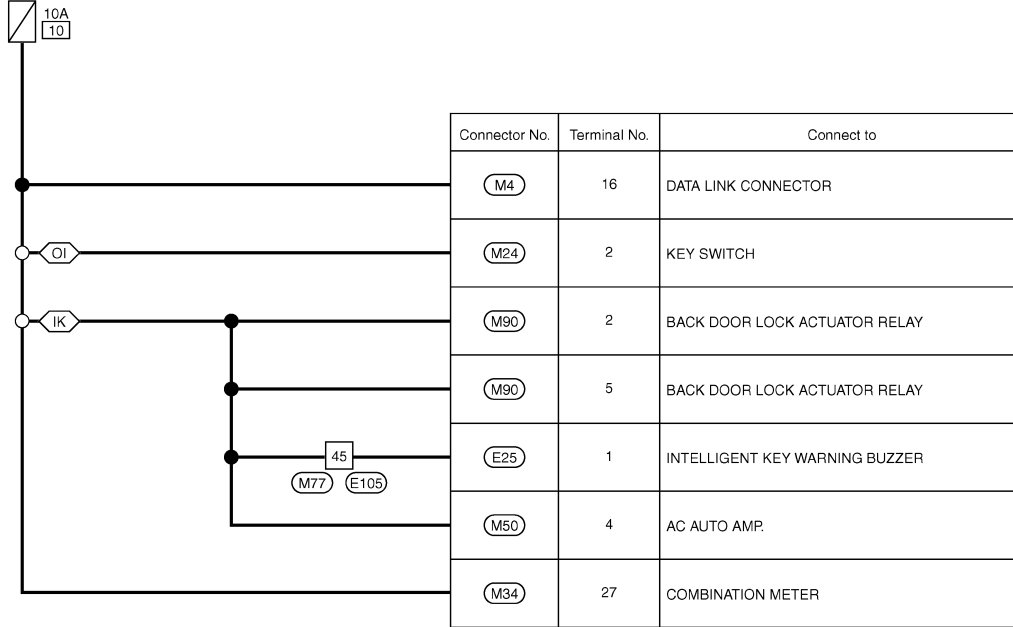 10A
10
Connector No. Terminal No. Connect to
M4 16 DATA LINK CONNECTOR
OI M24 2 KEY SWITCH
IK M90 2 BACK DOOR LOCK ACTUATOR RELAY
M90 5 BACK DOOR LOCK ACTUATOR RELAY
45 E25 1 INTELLIGENT KEY WARNING BUZZER
M77 E105
M50 4 AC AUTO AMP.
M34 27 COMBINATION METER